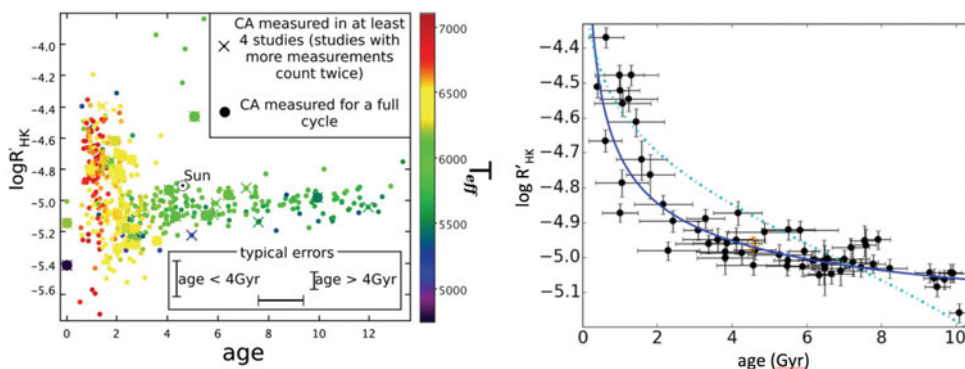 CA measured in at least
4 studies (studies with
more measurements
count twice)
CA measured for a full
cycle
Sun
typical errors
age < 4Gyr
age > 4Gyr
logR'HK
−4.0
−4.2
−4.4
−4.6
−4.8
−5.0
−5.2
−5.4
−5.6
0 2 4 6 8 10 12
age
7000
6500
6000
5500
5000
Teff
log R'HK
−4.4
−4.5
−4.6
−4.7
−4.8
−4.9
−5.0
−5.1
0 2 4 6 8 10
age (Gyr)